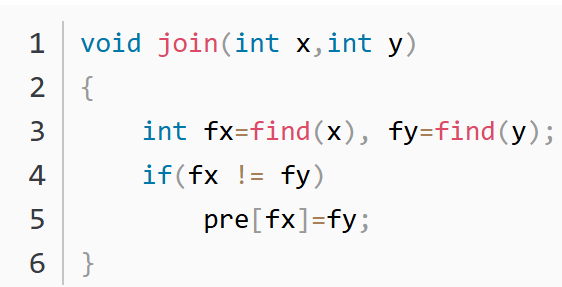 1 void join(int x,int y)
2 {
3     int fx=find(x), fy=find(y);
4     if(fx != fy)
5         pre[fx]=fy;
6 }